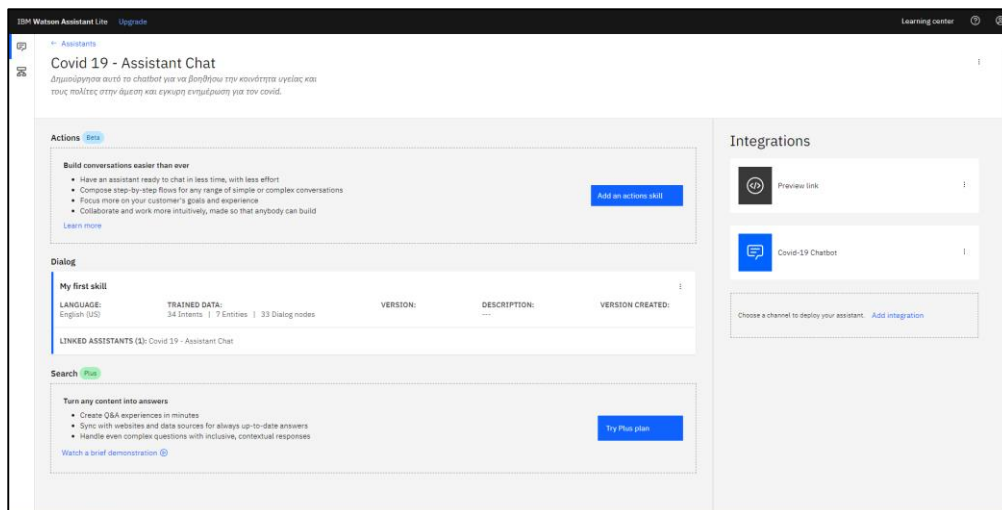 IBM Watson Assistant Lite Upgrade Learning center
← Assistants
Covid 19 - Assistant Chat
Δημιούργησα αυτό το chatbot για να βοηθήσω την κοινότητα υγείας και
τους πολίτες στην άμεση και εγκυρη ενημέρωση για τον covid.
Actions Beta
Build conversations easier than ever
• Have an assistant ready to chat in less time, with less effort
• Compose step-by-step flows for any range of simple or complex conversations
• Focus more on your customer's goals and experience
• Collaborate and work more intuitively, made so that anybody can build
Learn more
Add an actions skill
Dialog
My first skill
LANGUAGE: TRAINED DATA: VERSION: DESCRIPTION: VERSION CREATED:
English (US) 34 Intents | 7 Entities | 33 Dialog nodes ---
LINKED ASSISTANTS (1): Covid 19 - Assistant Chat
Search Plus
Turn any content into answers
• Create Q&A experiences in minutes
• Sync with websites and data sources for always up-to-date answers
• Handle even complex questions with inclusive, contextual responses
Watch a brief demonstration
Try Plus plan
Integrations
Preview link
Covid-19 Chatbot
Choose a channel to deploy your assistant. Add integration